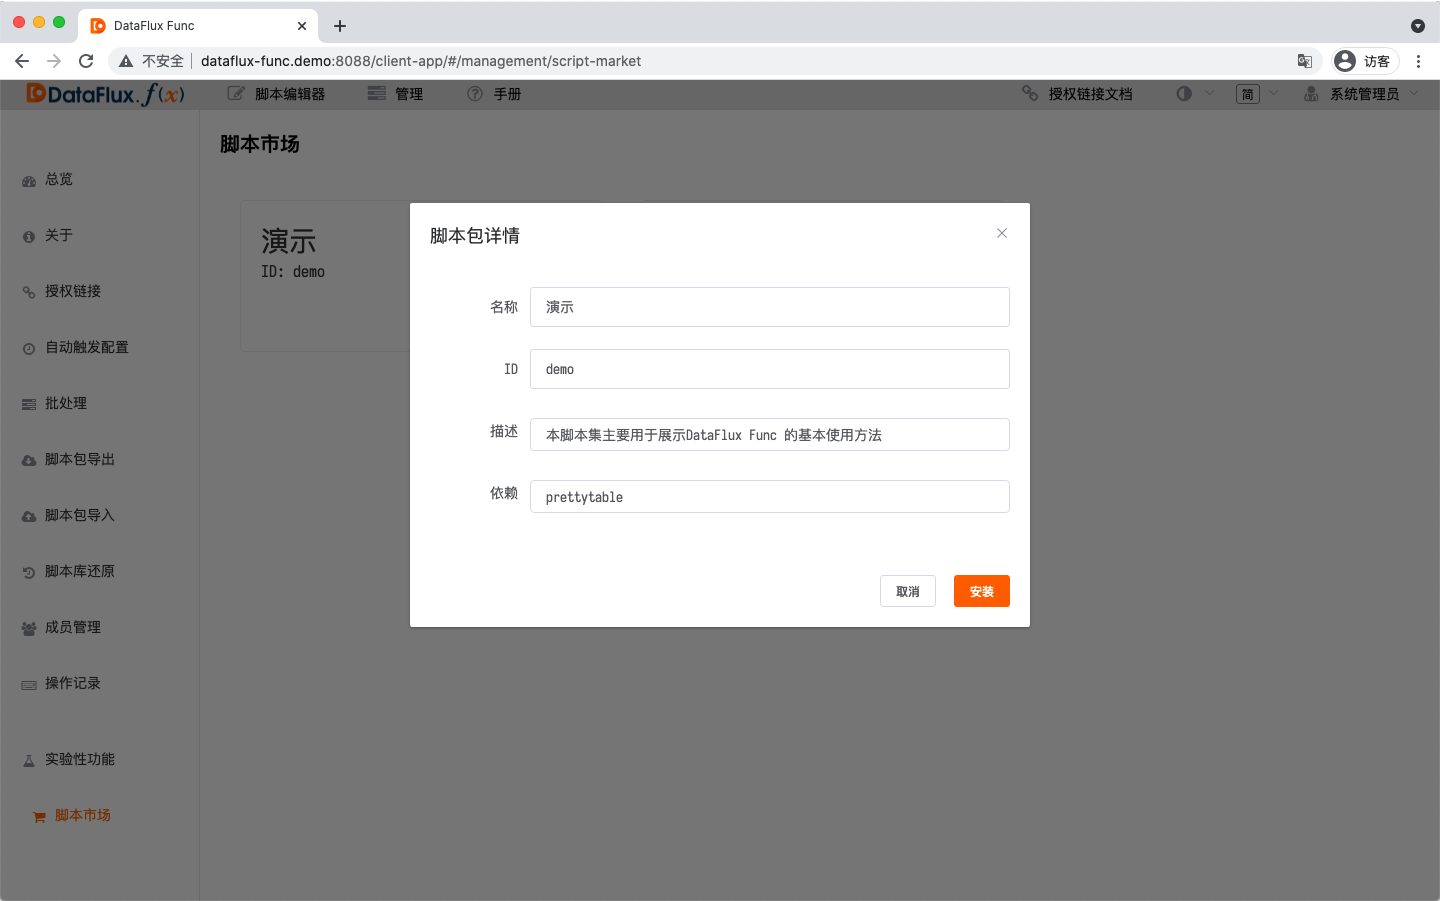 DataFlux Func
不安全
dataflux-func.demo:8088/client-app/#/management/script-market
访客
DataFlux.f(x)
脚本编辑器
管理
手册
授权链接文档
简
系统管理员
总览
关于
授权链接
自动触发配置
批处理
脚本包导出
脚本包导入
脚本库还原
成员管理
操作记录
实验性功能
脚本市场
脚本市场
演示
ID: demo
脚本包详情
名称 演示
ID demo
描述 本脚本集主要用于展示DataFlux Func 的基本使用方法
依赖 prettytable
取消 安装